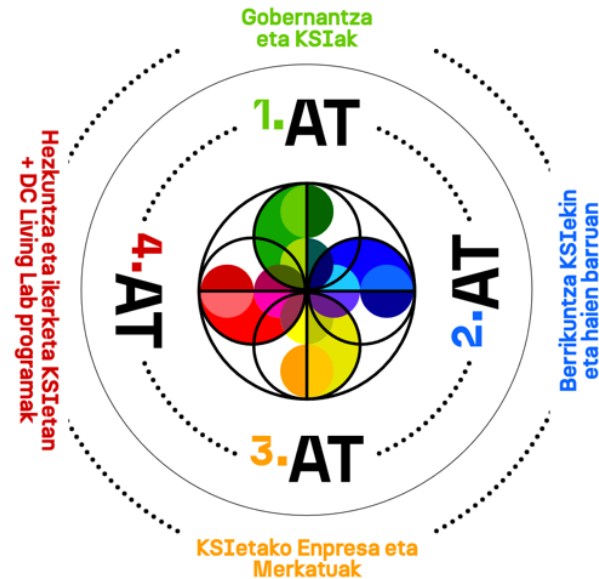 Gobernantza
eta KSIak
1.AT
2.AT
Berrikuntza KSIekin
eta haien barruan
3.AT
KSIetako Enpresa eta
Merkatuak
4.AT
Hezkuntza eta ikerketa KSIetan
+ DC Living Lab programak